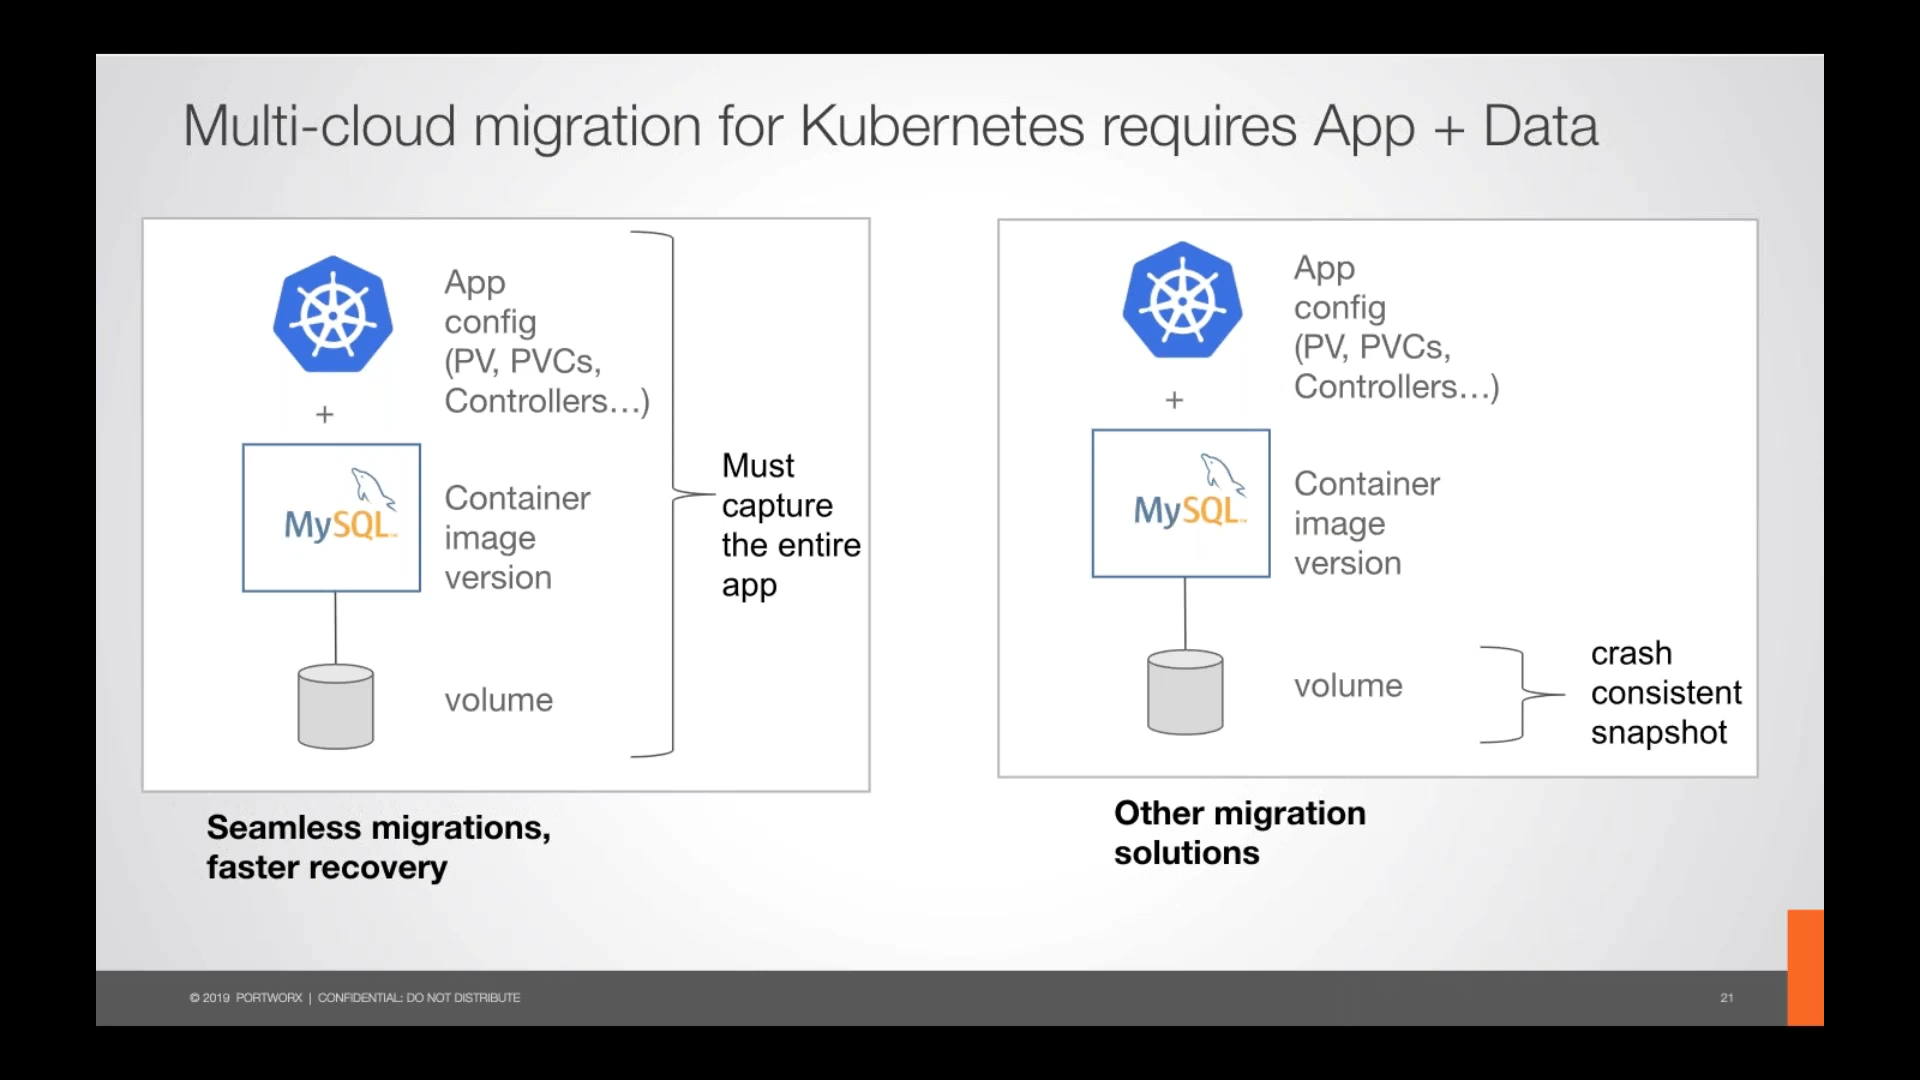 Multi-cloud migration for Kubernetes requires App + Data
App
config
(PV, PVCs,
Controllers...)
+
MySQL™
Container
image
version
volume
Must
capture
the entire
app
Seamless migrations,
faster recovery
App
config
(PV, PVCs,
Controllers...)
+
MySQL™
Container
image
version
volume
crash
consistent
snapshot
Other migration
solutions
© 2019 PORTWORX | CONFIDENTIAL: DO NOT DISTRIBUTE
21